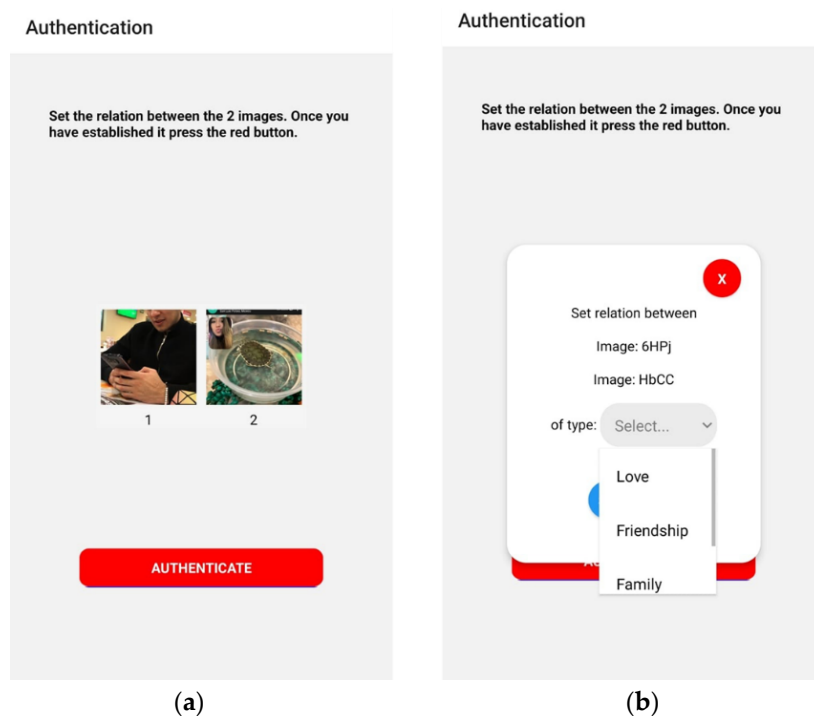 Authentication
Set the relation between the 2 images. Once you
have established it press the red button.
1
2
AUTHENTICATE
(a)
Authentication
Set the relation between the 2 images. Once you
have established it press the red button.
X
Set relation between
Image: 6HPj
Image: HbCC
of type: Select...
Love
Friendship
Family
(b)